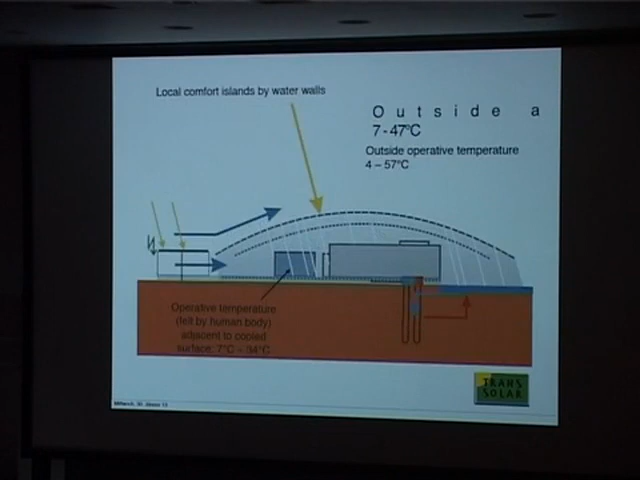 Local comfort islands by water walls
O u t s i d e a
7 - 47°C
Outside operative temperature
4 – 57°C
Operative temperature
(felt by human body)
adjacent to cooled
surface: 7°C – 34°C
TRANS
SOLAR